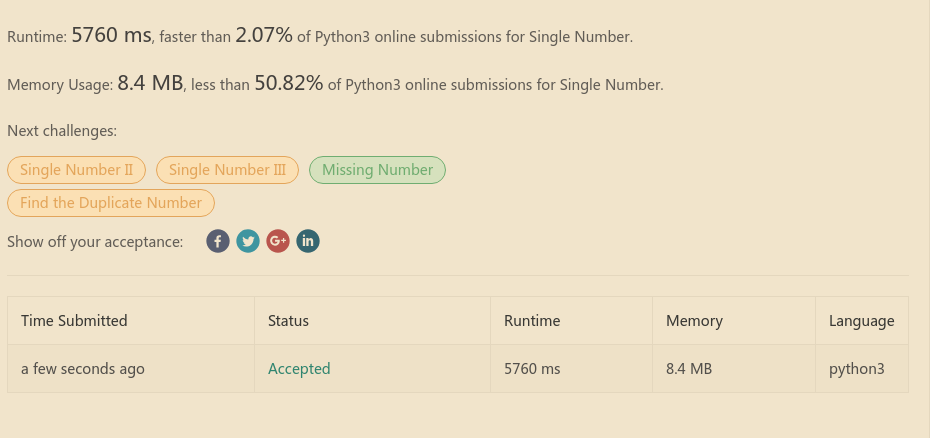 Runtime: 5760 ms, faster than 2.07% of Python3 online submissions for Single Number.
Memory Usage: 8.4 MB, less than 50.82% of Python3 online submissions for Single Number.
Next challenges:
Single Number II Single Number III Missing Number
Find the Duplicate Number
Show off your acceptance: f G+ in
Time Submitted Status Runtime Memory Language
a few seconds ago Accepted 5760 ms 8.4 MB python3